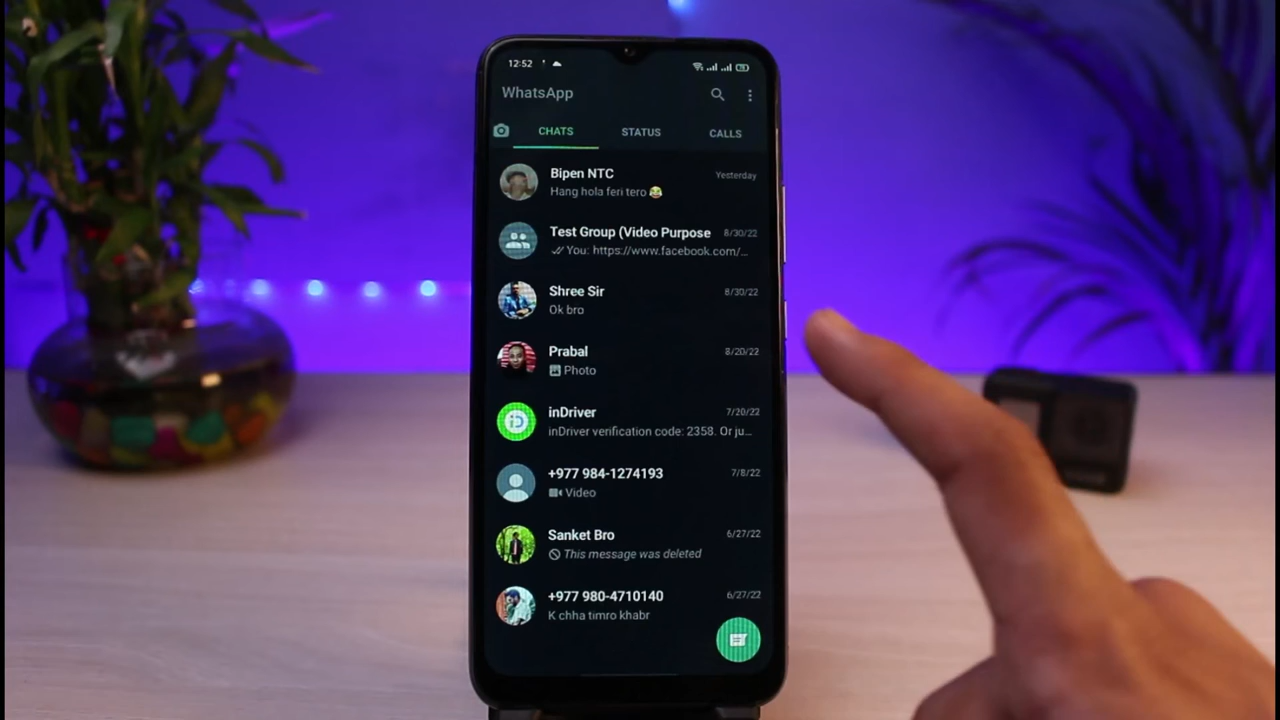 12:52
WhatsApp
CHATS STATUS CALLS
Bipen NTC Yesterday
Hang hola feri tero 😂
Test Group (Video Purpose 8/30/22
You: https://www.facebook.com/...
Shree Sir 8/30/22
Ok bro
Prabal 8/20/22
Photo
inDriver 7/20/22
inDriver verification code: 2358. Or ju...
+977 984-1274193 7/8/22
Video
Sanket Bro 6/27/22
This message was deleted
+977 980-4710140 6/27/22
K chha timro khabr